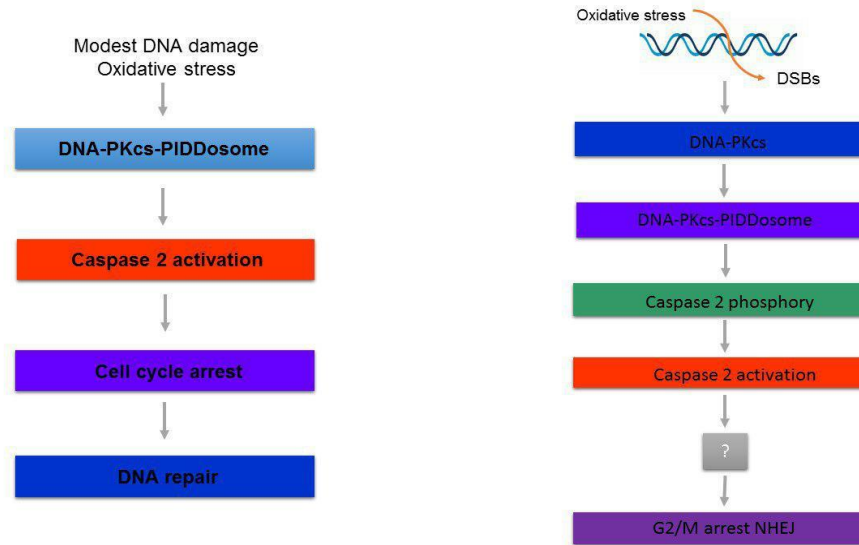 Modest DNA damage
Oxidative stress
DNA-PKcs-PIDDosome
Caspase 2 activation
Cell cycle arrest
DNA repair
Oxidative stress
DSBs
DNA-PKcs
DNA-PKcs-PIDDosome
Caspase 2 phosphory
Caspase 2 activation
?
G2/M arrest NHEJ